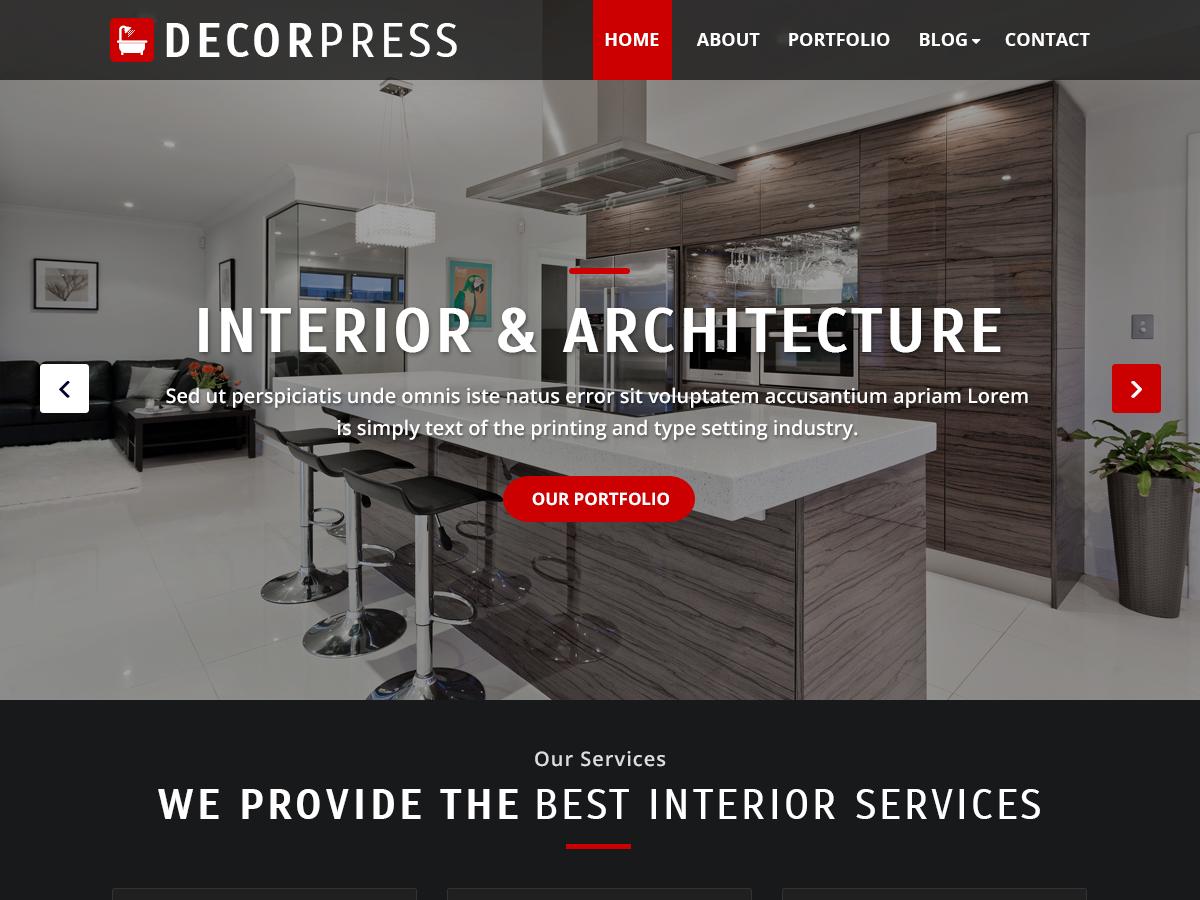 DECORPRESS
HOME ABOUT PORTFOLIO BLOG CONTACT
INTERIOR & ARCHITECTURE
Sed ut perspiciatis unde omnis iste natus error sit voluptatem accusantium apriam Lorem
is simply text of the printing and type setting industry.
OUR PORTFOLIO
Our Services
WE PROVIDE THE BEST INTERIOR SERVICES